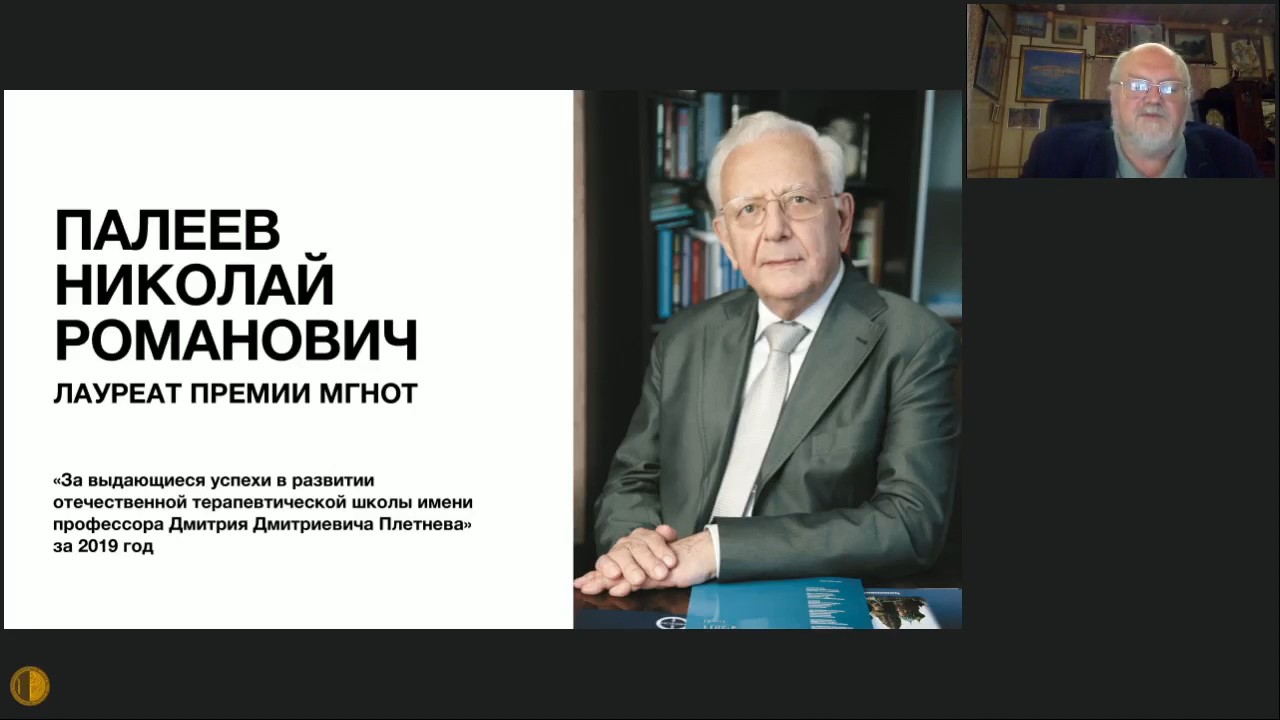 ПАЛЕЕВ
НИКОЛАЙ
РОМАНОВИЧ
ЛАУРЕАТ ПРЕМИИ МГНОТ
«За выдающиеся успехи в развитии
отечественной терапевтической школы имени
профессора Дмитрия Дмитриевича Плетнева»
за 2019 год